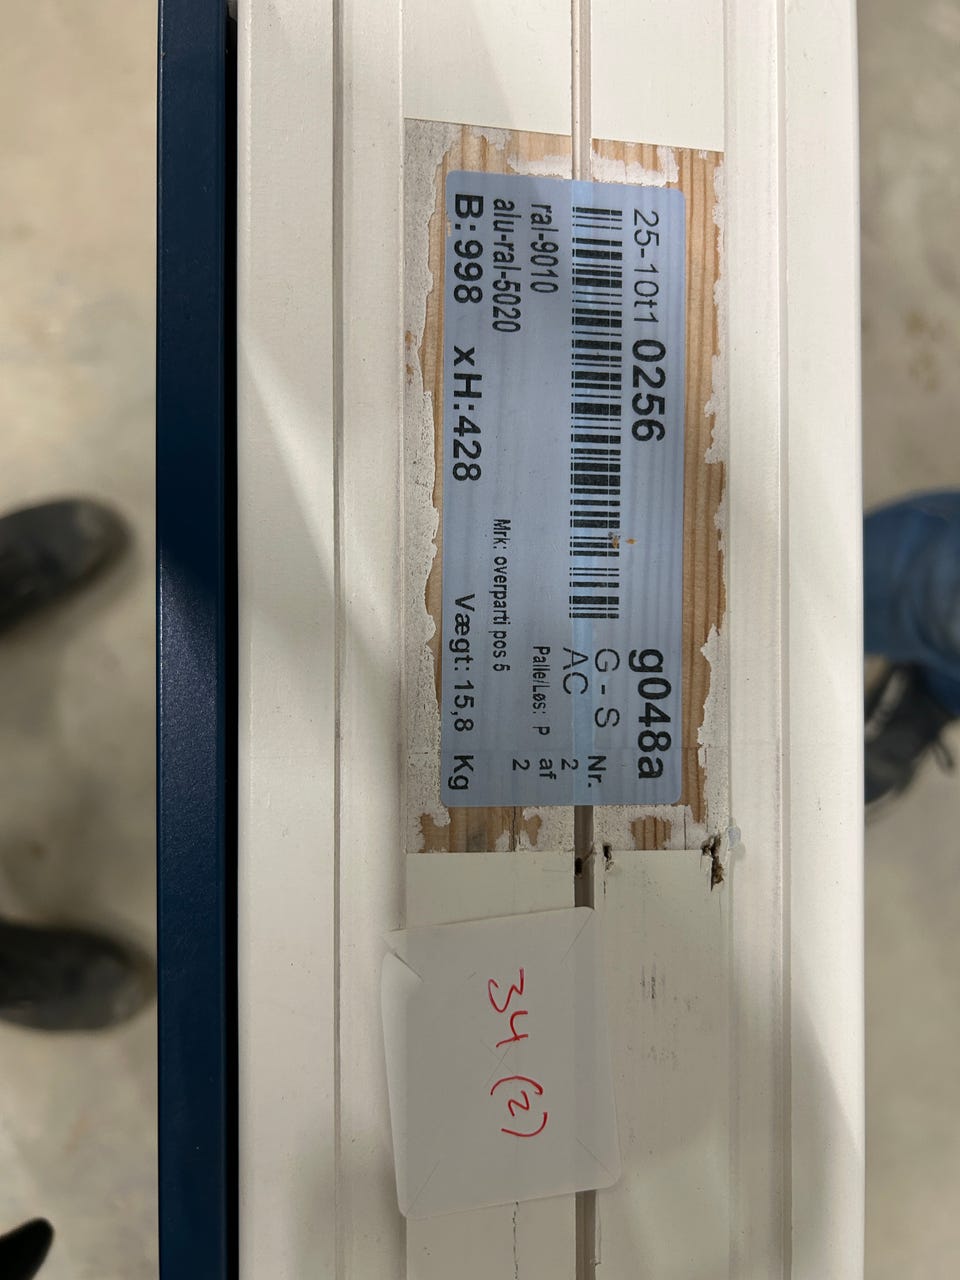 25-10t1 0256 g048a
G - S Nr.
AC 2
ral-9010 Palle/Løs: P af
alu-ral-5020 Mrk: overparti pos 5 2
B:998 xH:428 Vægt: 15,8 Kg
34 (2)